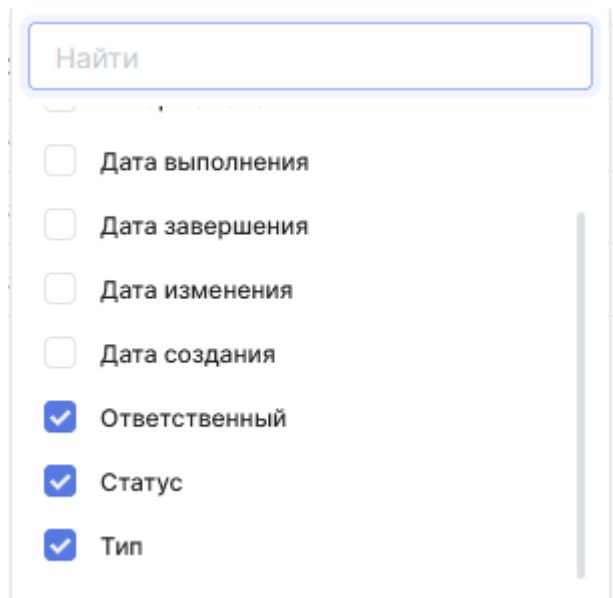 Найти
Дата выполнения
Дата завершения
Дата изменения
Дата создания
Ответственный
Статус
Тип